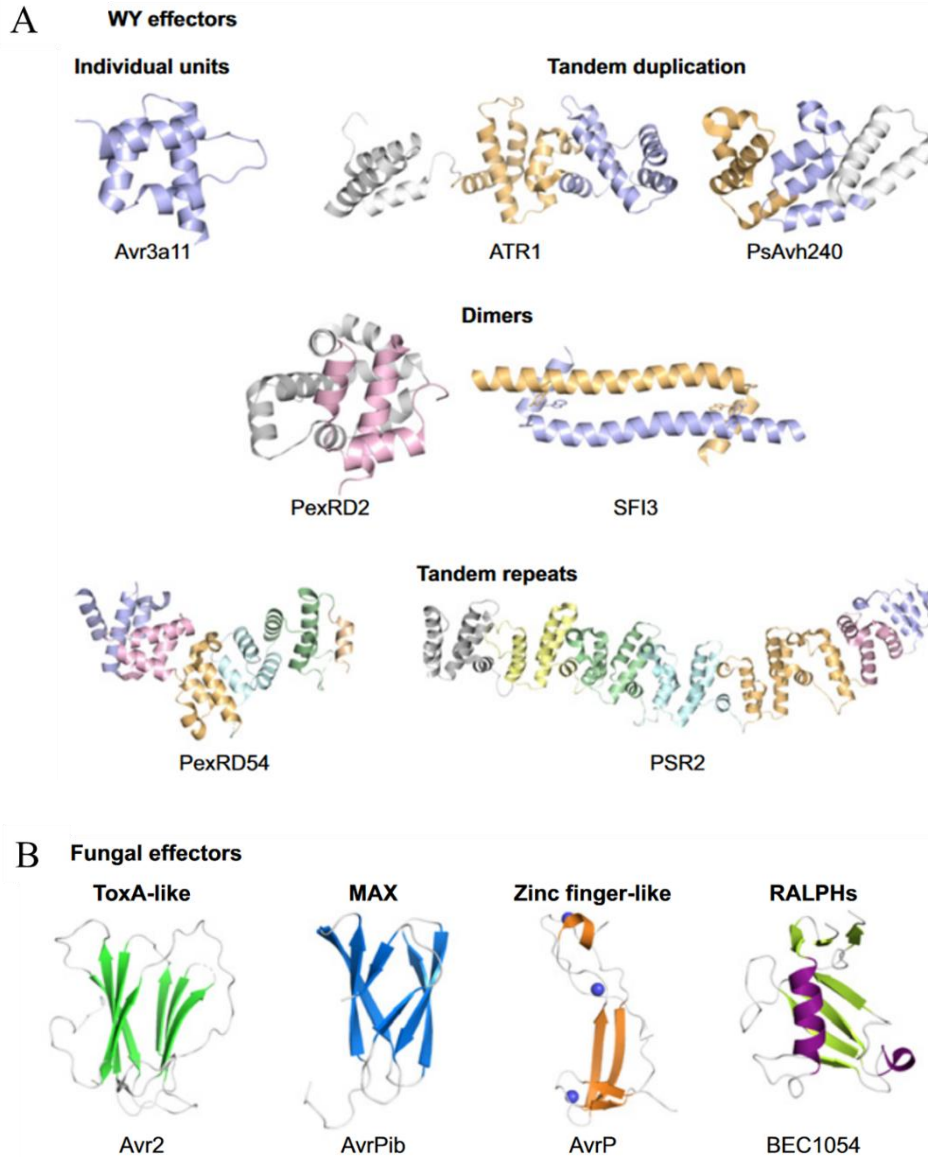 A
WY effectors
Individual units
Tandem duplication
Avr3a11
ATR1
PsAvh240
Dimers
PexRD2
SFI3
Tandem repeats
PexRD54
PSR2
B
Fungal effectors
ToxA-like
MAX
Zinc finger-like
RALPHs
Avr2
AvrPib
AvrP
BEC1054